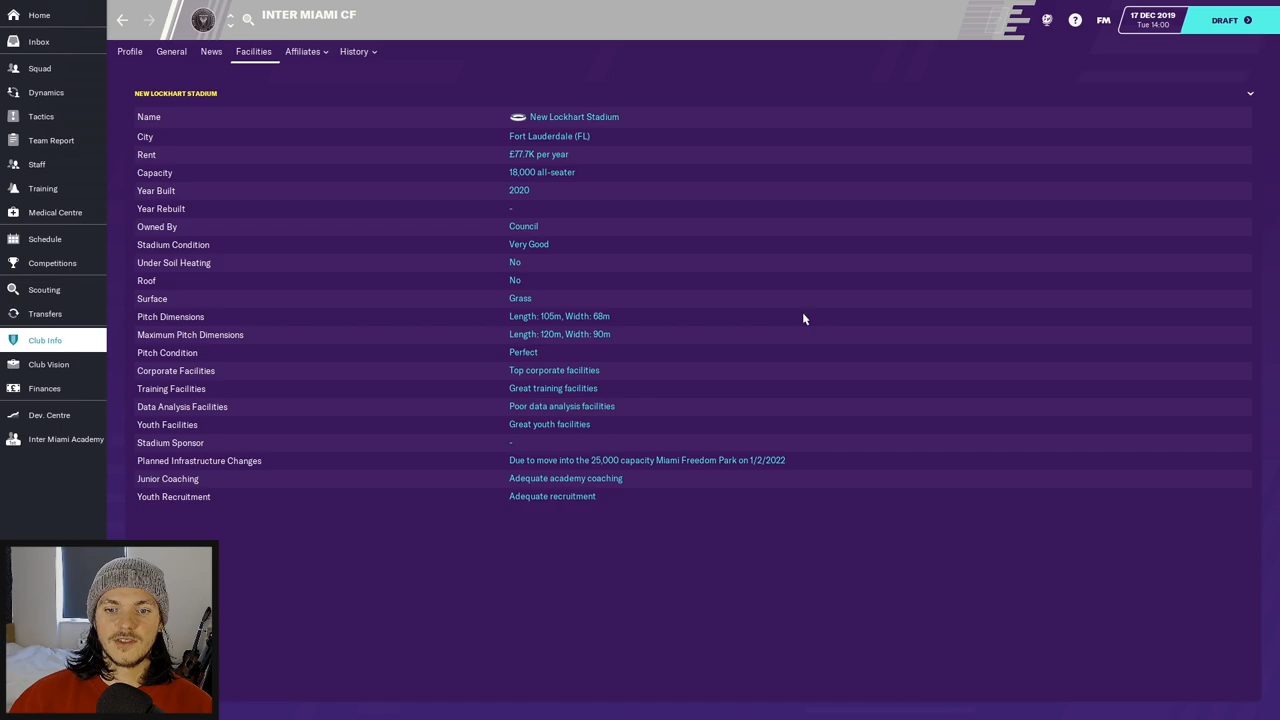 Home
Inbox
Squad
Dynamics
Tactics
Team Report
Staff
Training
Medical Centre
Schedule
Competitions
Scouting
Transfers
Club Info
Club Vision
Finances
Dev. Centre
Inter Miami Academy
INTER MIAMI CF
FM
17 DEC 2019
Tue 14:00
DRAFT
Profile General News Facilities Affiliates History
NEW LOCKHART STADIUM
Name New Lockhart Stadium
City Fort Lauderdale (FL)
Rent £77.7K per year
Capacity 18,000 all-seater
Year Built 2020
Year Rebuilt -
Owned By Council
Stadium Condition Very Good
Under Soil Heating No
Roof No
Surface Grass
Pitch Dimensions Length: 105m, Width: 68m
Maximum Pitch Dimensions Length: 120m, Width: 90m
Pitch Condition Perfect
Corporate Facilities Top corporate facilities
Training Facilities Great training facilities
Data Analysis Facilities Poor data analysis facilities
Youth Facilities Great youth facilities
Stadium Sponsor -
Planned Infrastructure Changes Due to move into the 25,000 capacity Miami Freedom Park on 1/2/2022
Junior Coaching Adequate academy coaching
Youth Recruitment Adequate recruitment